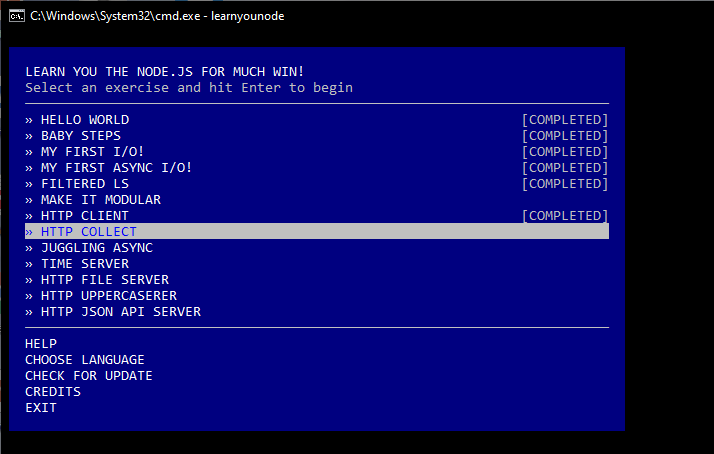 C:\Windows\System32\cmd.exe - learnyounode
LEARN YOU THE NODE.JS FOR MUCH WIN!
Select an exercise and hit Enter to begin
» HELLO WORLD [COMPLETED]
» BABY STEPS [COMPLETED]
» MY FIRST I/O! [COMPLETED]
» MY FIRST ASYNC I/O! [COMPLETED]
» FILTERED LS [COMPLETED]
» MAKE IT MODULAR
» HTTP CLIENT [COMPLETED]
» HTTP COLLECT
» JUGGLING ASYNC
» TIME SERVER
» HTTP FILE SERVER
» HTTP UPPERCASERER
» HTTP JSON API SERVER
HELP
CHOOSE LANGUAGE
CHECK FOR UPDATE
CREDITS
EXIT